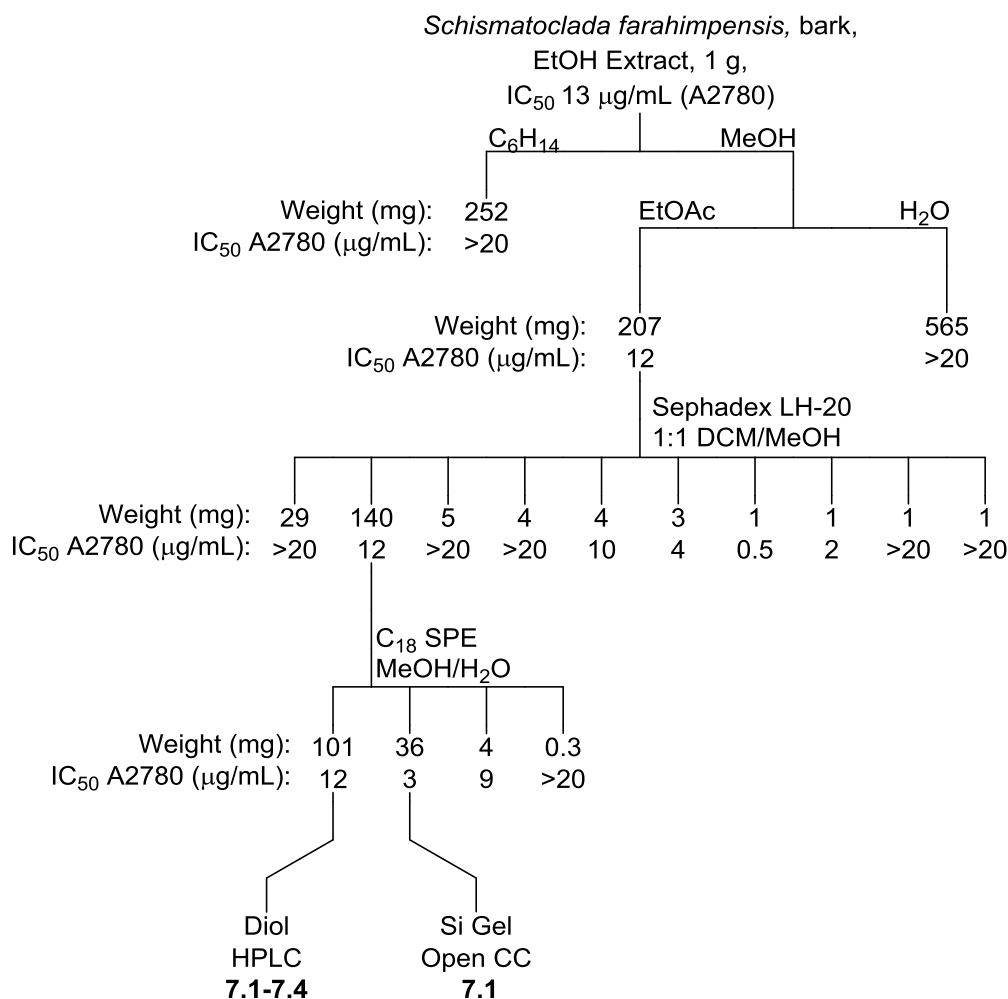 Schismatoclada farahimpensis, bark,
EtOH Extract, 1 g,
IC50 13 μg/mL (A2780)
C6H14 MeOH
Weight (mg): 252 EtOAc H2O
IC50 A2780 (μg/mL): >20
Weight (mg): 207 565
IC50 A2780 (μg/mL): 12 >20
Sephadex LH-20
1:1 DCM/MeOH
Weight (mg): 29 140 5 4 4 3 1 1 1 1
IC50 A2780 (μg/mL): >20 12 >20 >20 10 4 0.5 2 >20 >20
C18 SPE
MeOH/H2O
Weight (mg): 101 36 4 0.3
IC50 A2780 (μg/mL): 12 3 9 >20
Diol Si Gel
HPLC Open CC
7.1-7.4 7.1